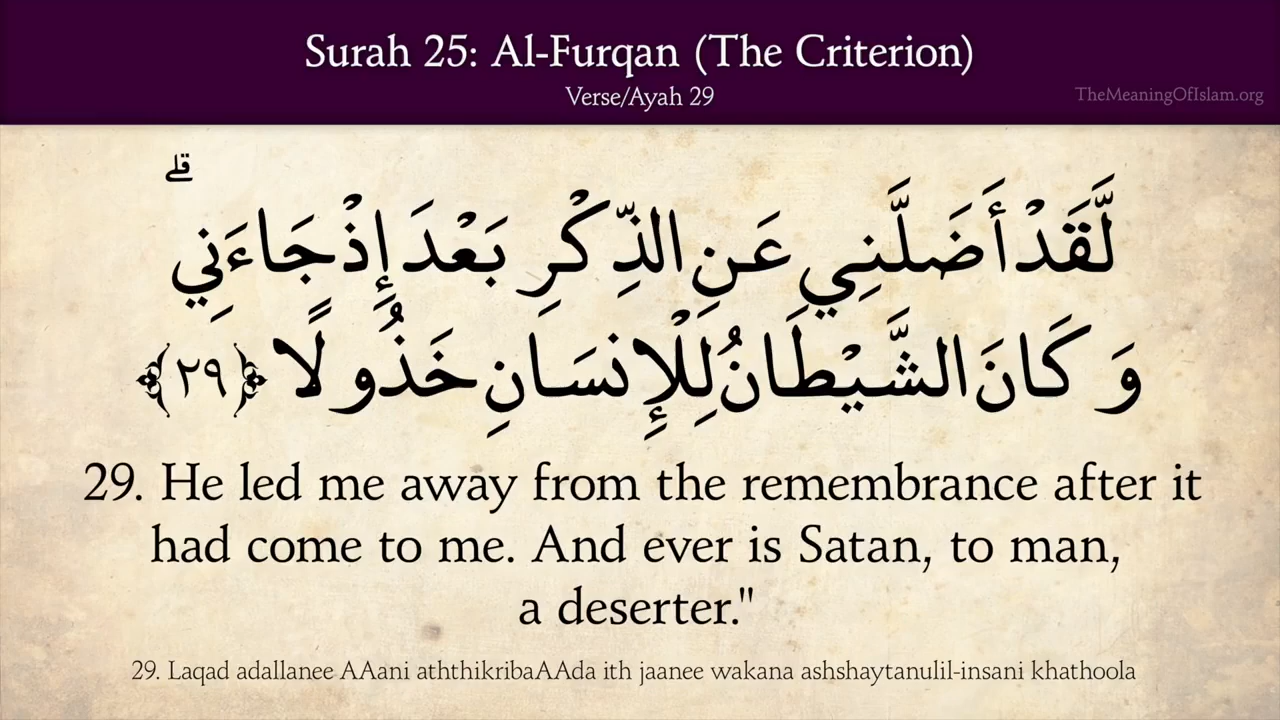 Surah 25: Al-Furqan (The Criterion)
Verse/Ayah 29
TheMeaningOfIslam.org
لَّقَدْ أَضَلَّنِي عَنِ الذِّكْرِ بَعْدَ إِذْ جَاءَنِي ۗ
وَكَانَ الشَّيْطَانُ لِلْإِنسَانِ خَذُولًا ﴿٢٩﴾
29. He led me away from the remembrance after it
had come to me. And ever is Satan, to man,
a deserter."
29. Laqad adallanee AAani aththikribaAAda ith jaanee wakana ashshaytanulil-insani khathoola